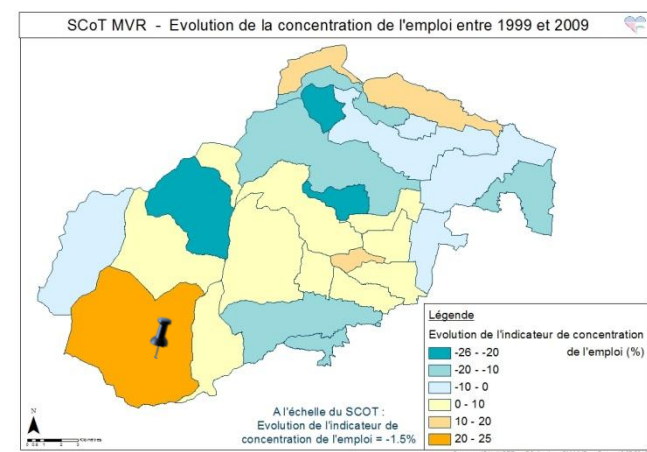 SCoT MVR - Evolution de la concentration de l'emploi entre 1999 et 2009
Légende
Evolution de l'indicateur de concentration
de l'emploi (%)
-26 - -20
-20 - -10
-10 - 0
0 - 10
10 - 20
20 - 25
A l'échelle du SCOT :
Evolution de l'indicateur de
concentration de l'emploi = -1.5%
N